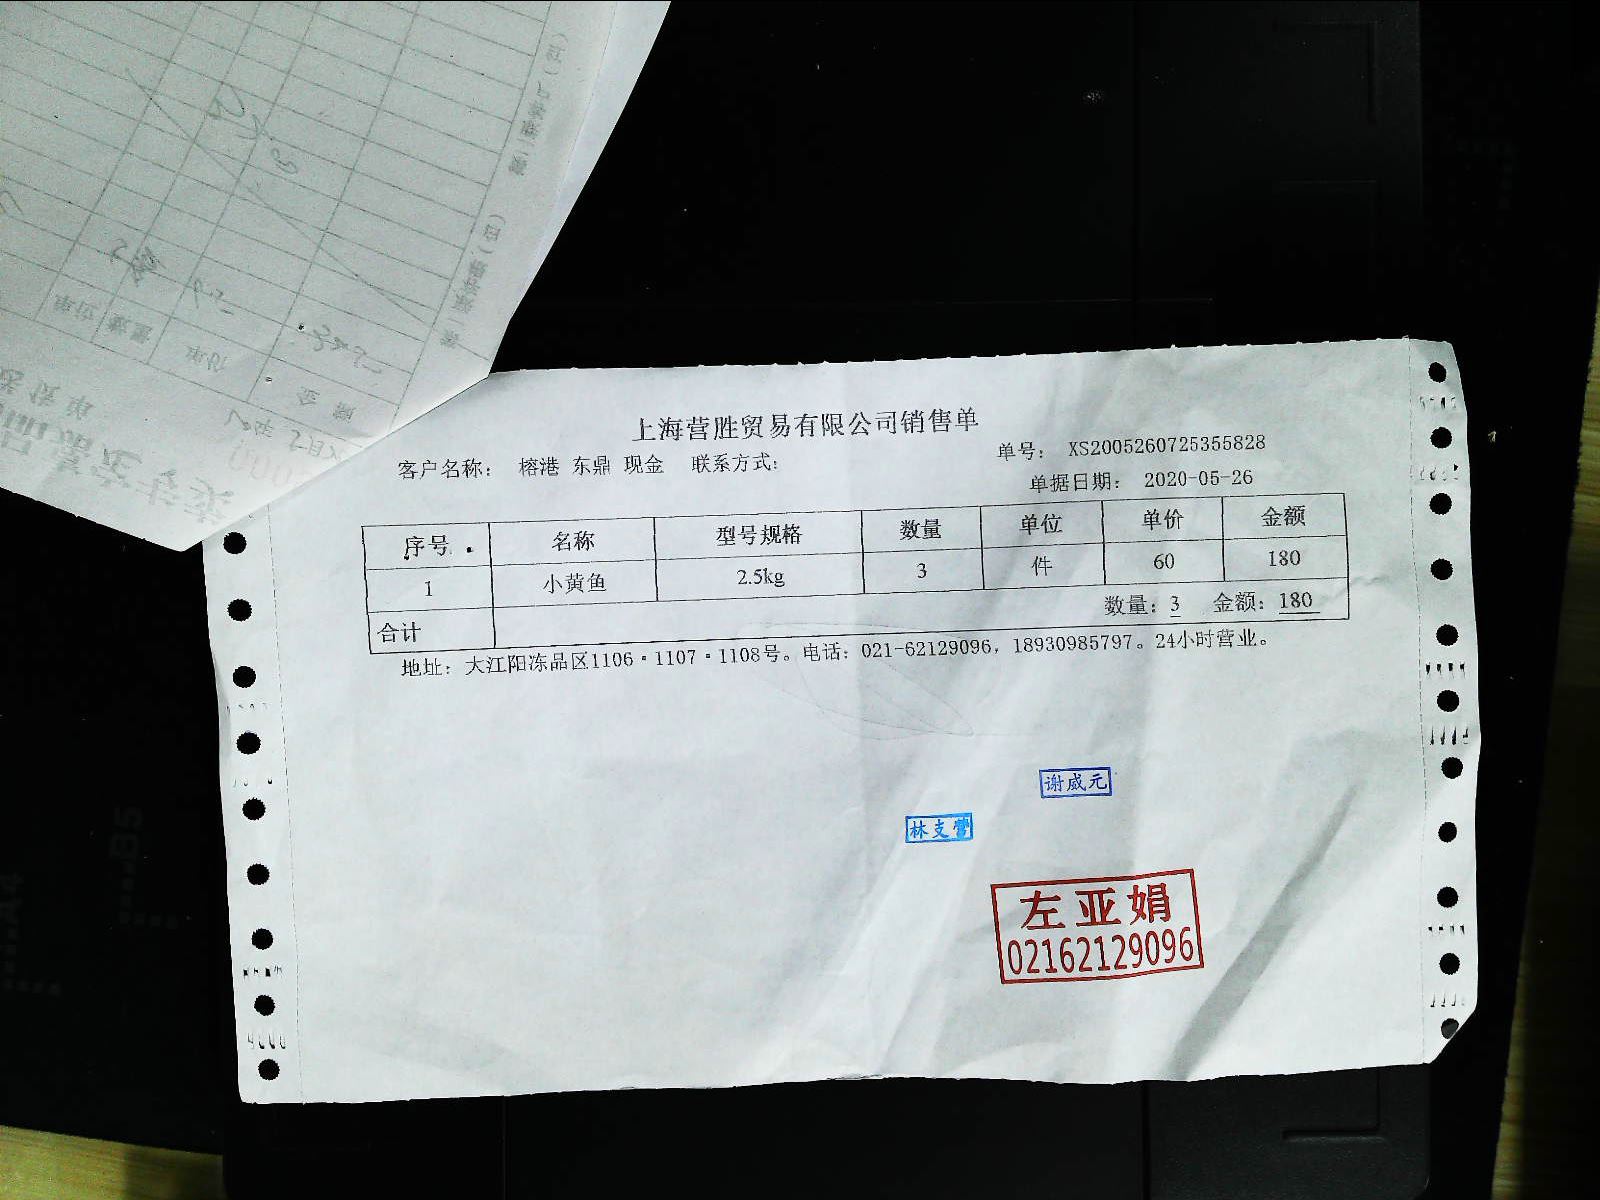 上海营胜贸易有限公司销售单
客户名称： 榕港 东鼎 现金 联系方式：
单号： XS2005260725355828
单据日期： 2020-05-26
序号 名称 型号规格 数量 单位 单价 金额
1 小黄鱼 2.5kg 3 件 60 180
合计 数量：3 金额：180
地址：大江阳冻品区1106·1107·1108号。电话：021-62129096，18930985797。24小时营业。
谢威元
林支营
左亚娟
02162129096